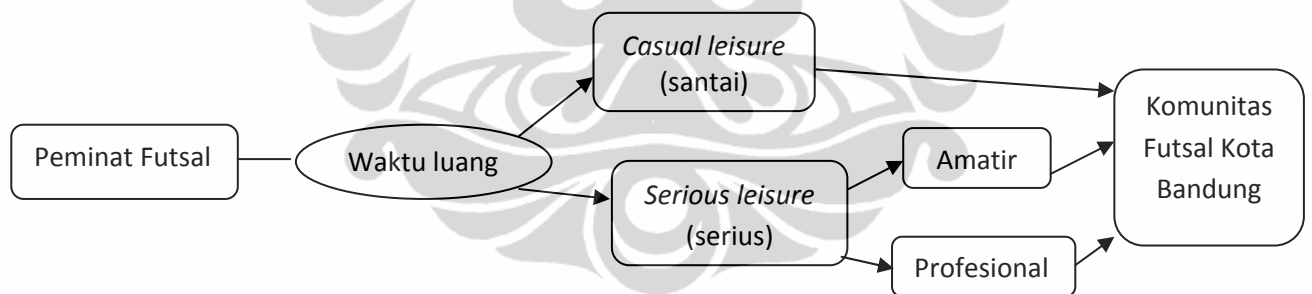 Peminat Futsal
Waktu luang
Casual leisure
(santai)
Serious leisure
(serius)
Amatir
Profesional
Komunitas
Futsal Kota
Bandung